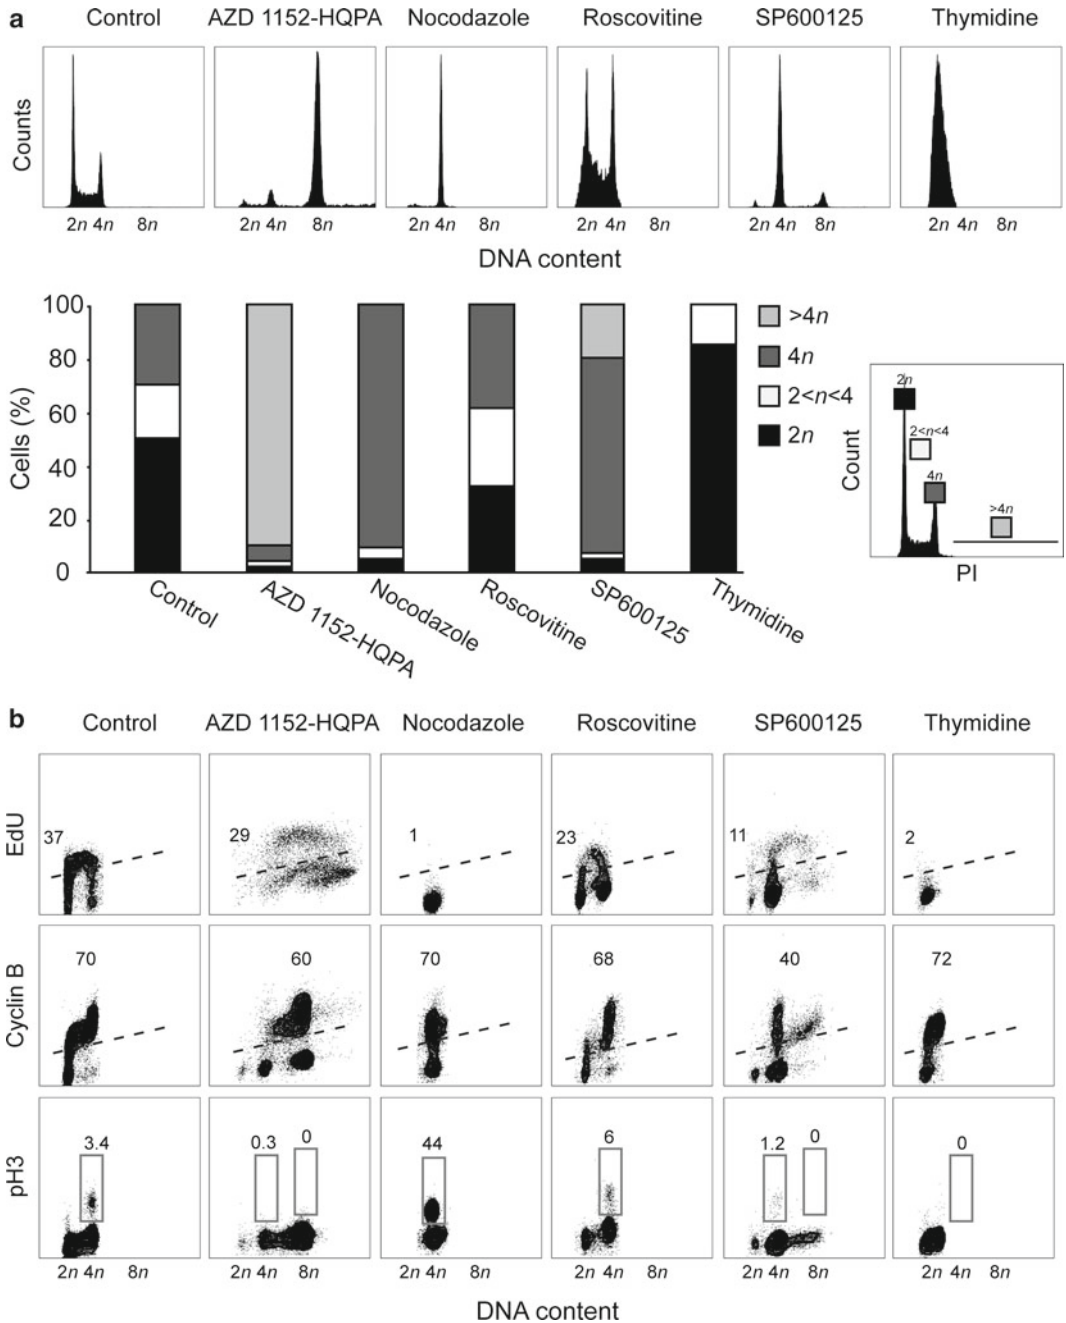 a
Control AZD 1152-HQPA Nocodazole Roscovitine SP600125 Thymidine
Counts
2n 4n 8n 2n 4n 8n 2n 4n 8n 2n 4n 8n 2n 4n 8n 2n 4n 8n
DNA content
Cells (%)
100
80
60
40
20
0
>4n
4n
2<n<4
2n
Control AZD 1152-HQPA Nocodazole Roscovitine SP600125 Thymidine
Count
2n
2<n<4
4n
>4n
PI
b
Control AZD 1152-HQPA Nocodazole Roscovitine SP600125 Thymidine
EdU
37 29 1 23 11 2
Cyclin B
70 60 70 68 40 72
pH3
3.4 0.3 0 44 6 1.2 0 0
2n 4n 8n 2n 4n 8n 2n 4n 8n 2n 4n 8n 2n 4n 8n 2n 4n 8n
DNA content